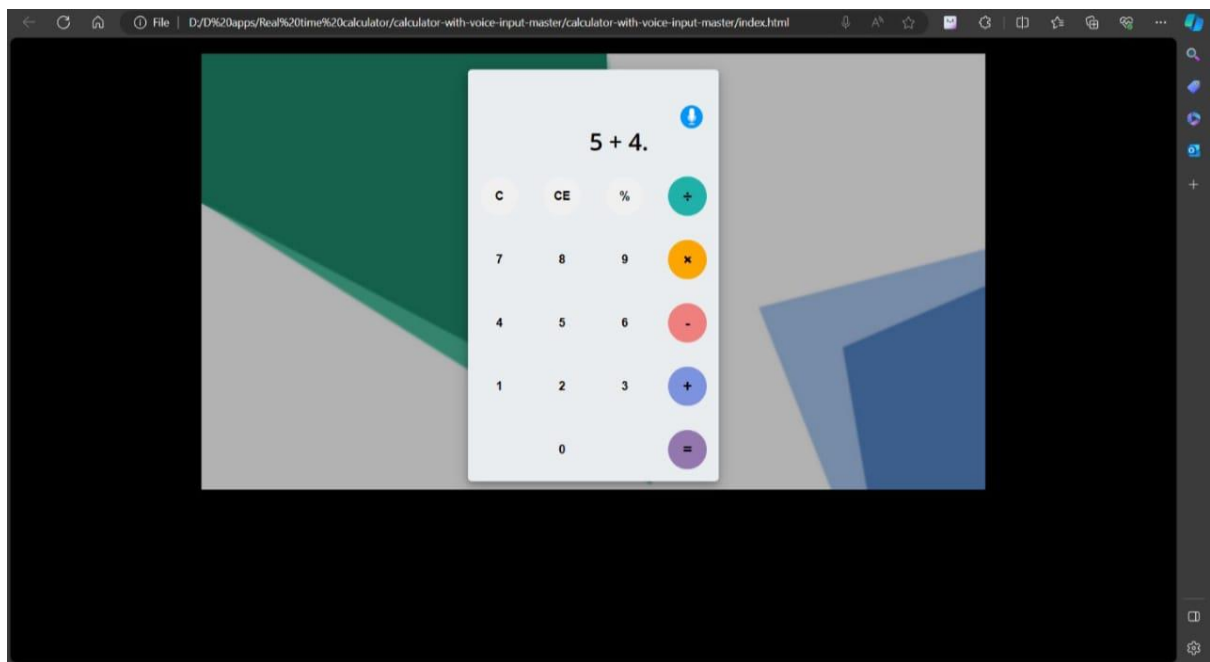 File | D:/D%20apps/Real%20time%20calculator/calculator-with-voice-input-master/calculator-with-voice-input-master/index.html
5 + 4.
C CE % ÷
7 8 9 ×
4 5 6 -
1 2 3 +
0 =